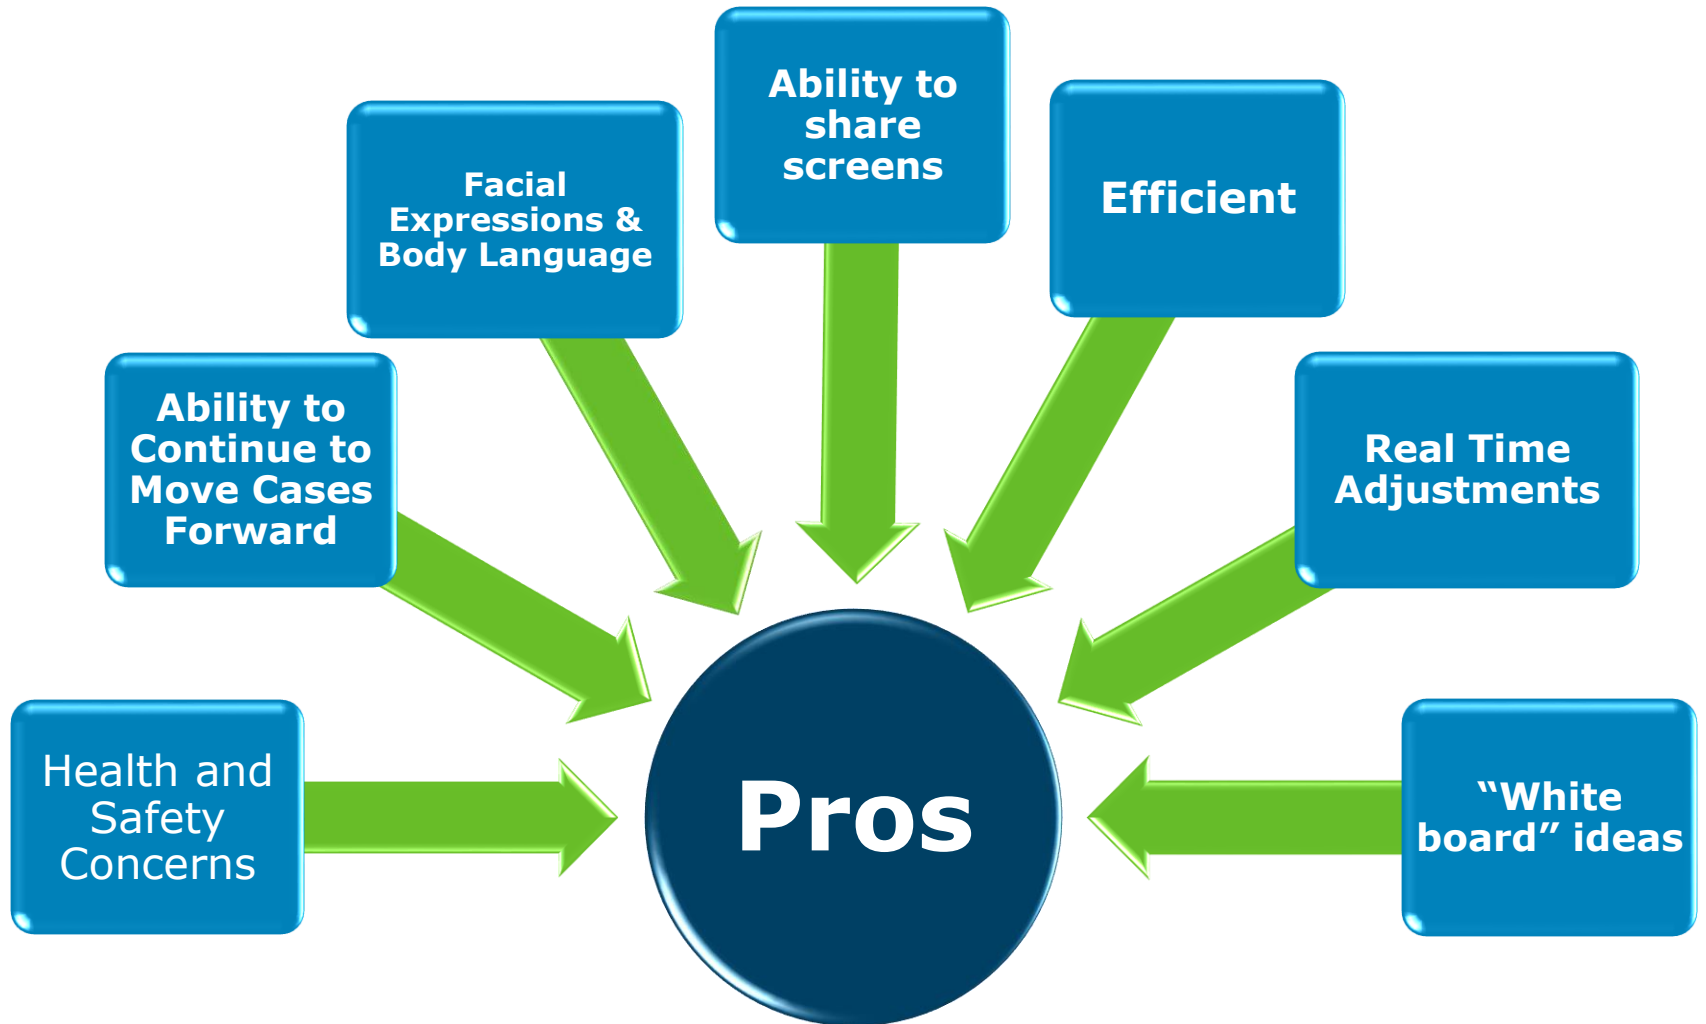 Ability to
share
screens
Efficient
Facial
Expressions &
Body Language
Ability to
Continue to
Move Cases
Forward
Real Time
Adjustments
Health and
Safety
Concerns
Pros
“White
board” ideas